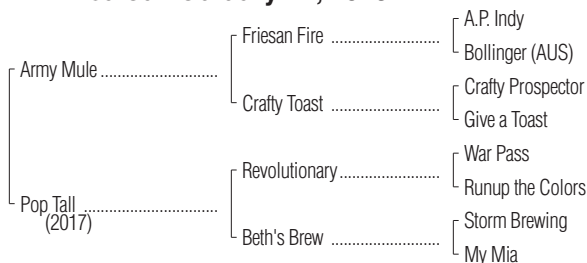 Friesan Fire
A.P. Indy
Bollinger (AUS)
Army Mule
Crafty Toast
Crafty Prospector
Give a Toast
Revolutionary
War Pass
Runup the Colors
Pop Tall
(2017)
Beth's Brew
Storm Brewing
My Mia